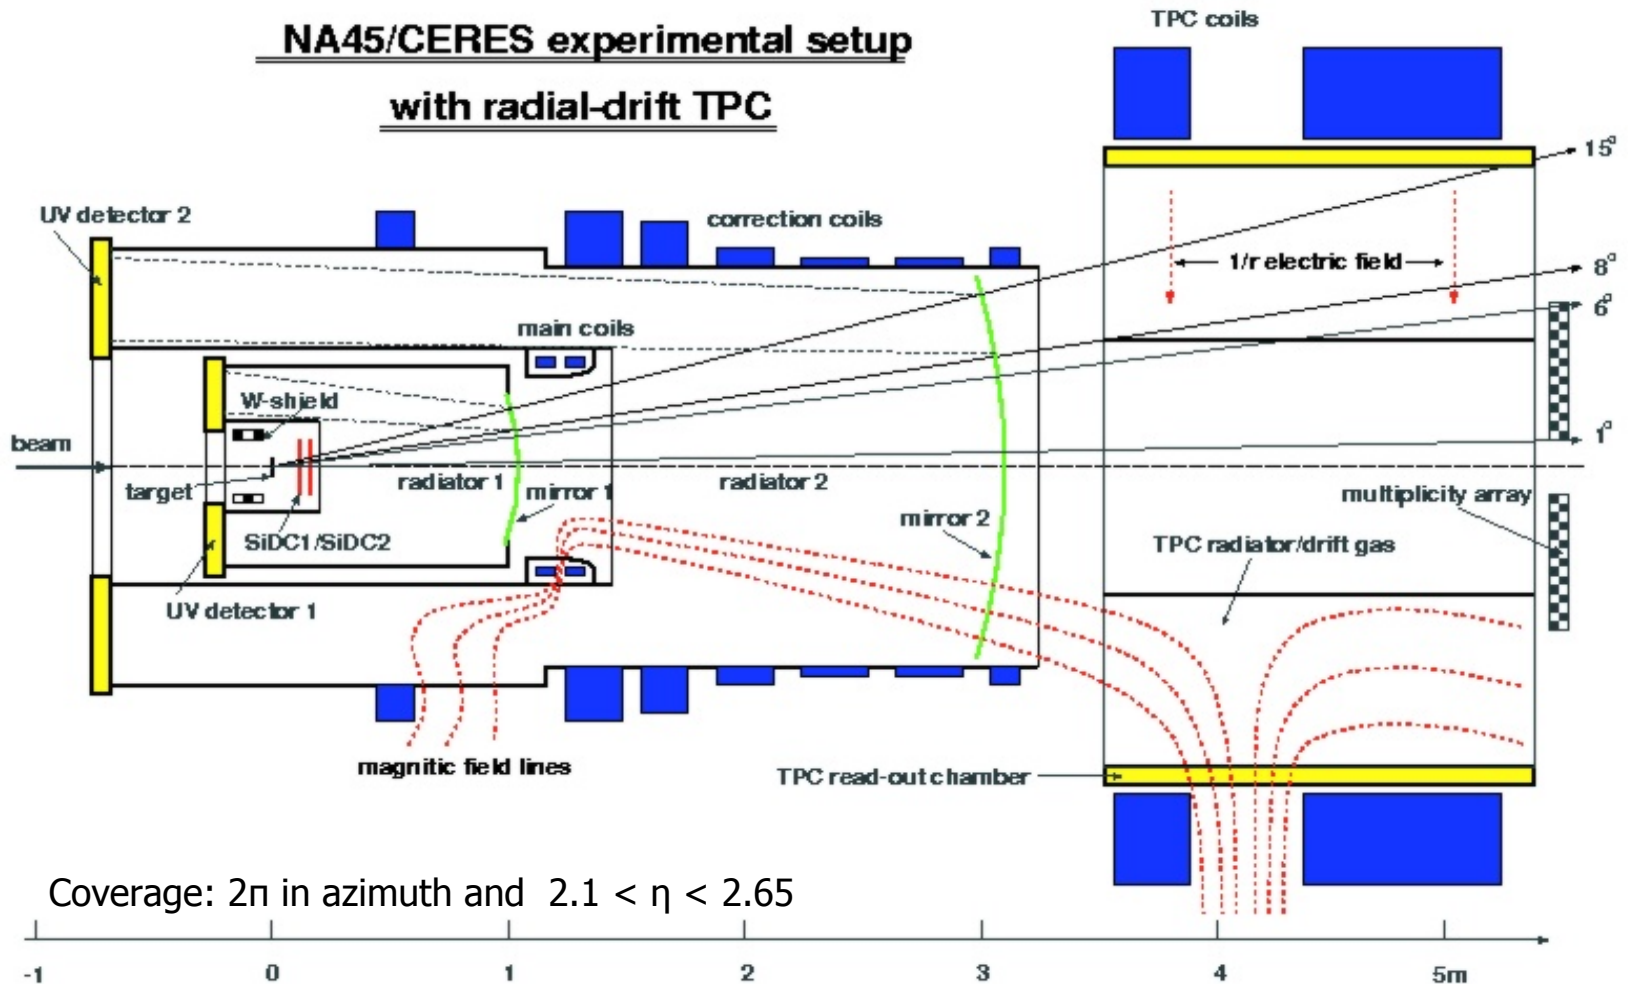 NA45/CERES experimental setup
with radial-drift TPC
TPC coils
15°
UV detector 2
correction coils
1/r electric field
8°
6°
main coils
W-shield
beam
1°
target
radiator 1
mirror 1
radiator 2
multiplicity array
mirror 2
SiDC1/SiDC2
TPC radiator/drift gas
UV detector 1
magnitic field lines
TPC read-out chamber
Coverage: 2π in azimuth and 2.1 < η < 2.65
-1 0 1 2 3 4 5m